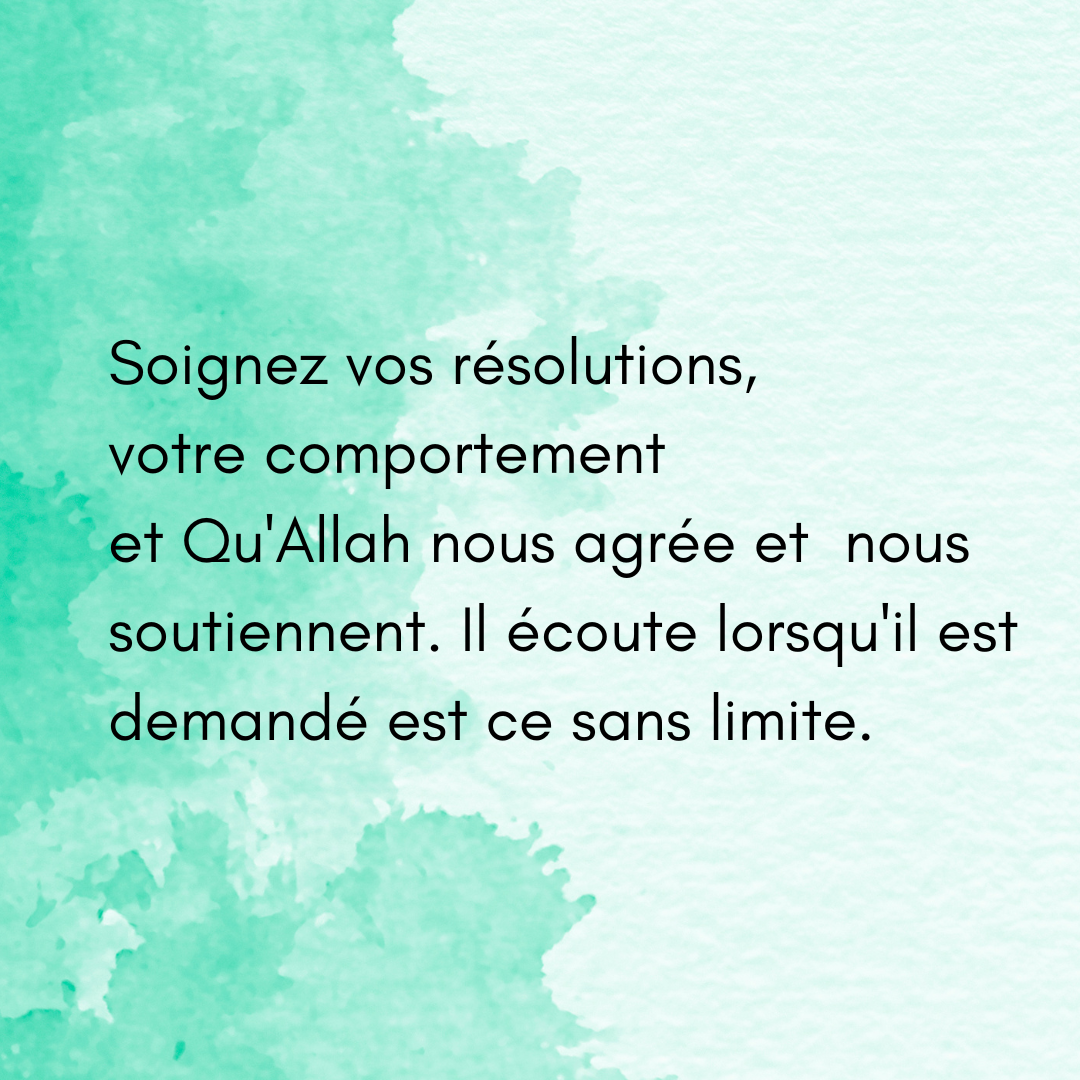 Soignez vos résolutions,
votre comportement
et Qu'Allah nous agrée et  nous
soutiennent. Il écoute lorsqu'il est
demandé est ce sans limite.